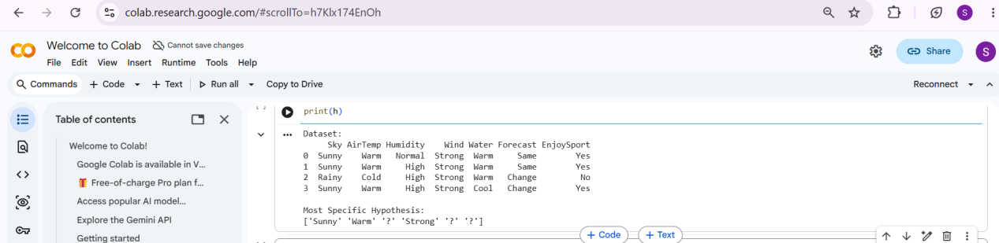 colab.research.google.com/#scrollTo=h7Klx174EnOh
S
Welcome to Colab Cannot save changes
File Edit View Insert Runtime Tools Help
Share
S
Commands + Code + Text Run all Copy to Drive
Reconnect
Table of contents
Welcome to Colab!
Google Colab is available in V...
Free-of-charge Pro plan f...
Access popular AI model...
Explore the Gemini API
Getting started
[ ]
print(h)
Dataset:
Sky AirTemp Humidity Wind Water Forecast EnjoySport
0 Sunny Warm Normal Strong Warm Same Yes
1 Sunny Warm High Strong Warm Same Yes
2 Rainy Cold High Strong Warm Change No
3 Sunny Warm High Strong Cool Change Yes
Most Specific Hypothesis:
['Sunny' 'Warm' '?' 'Strong' '?' '?']
+ Code + Text